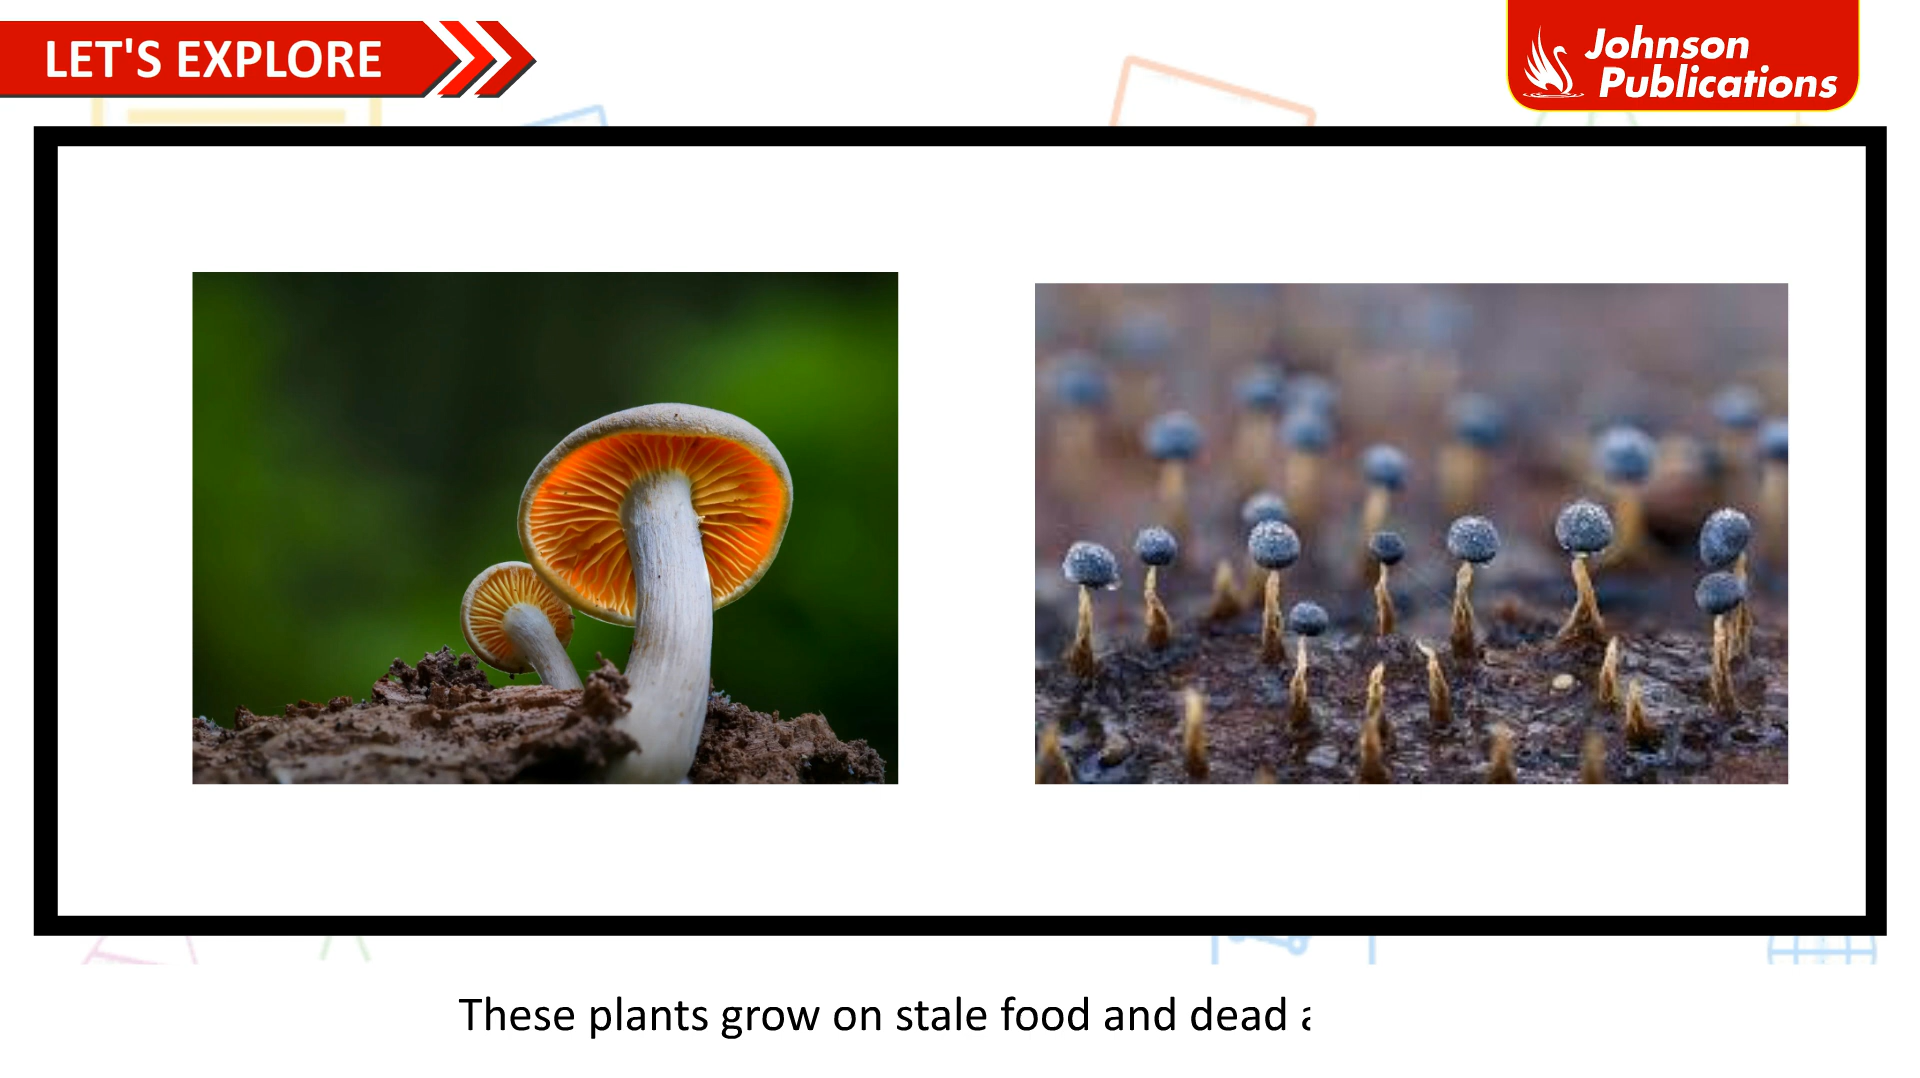 LET'S EXPLORE
Johnson
Publications
These plants grow on stale food and dead